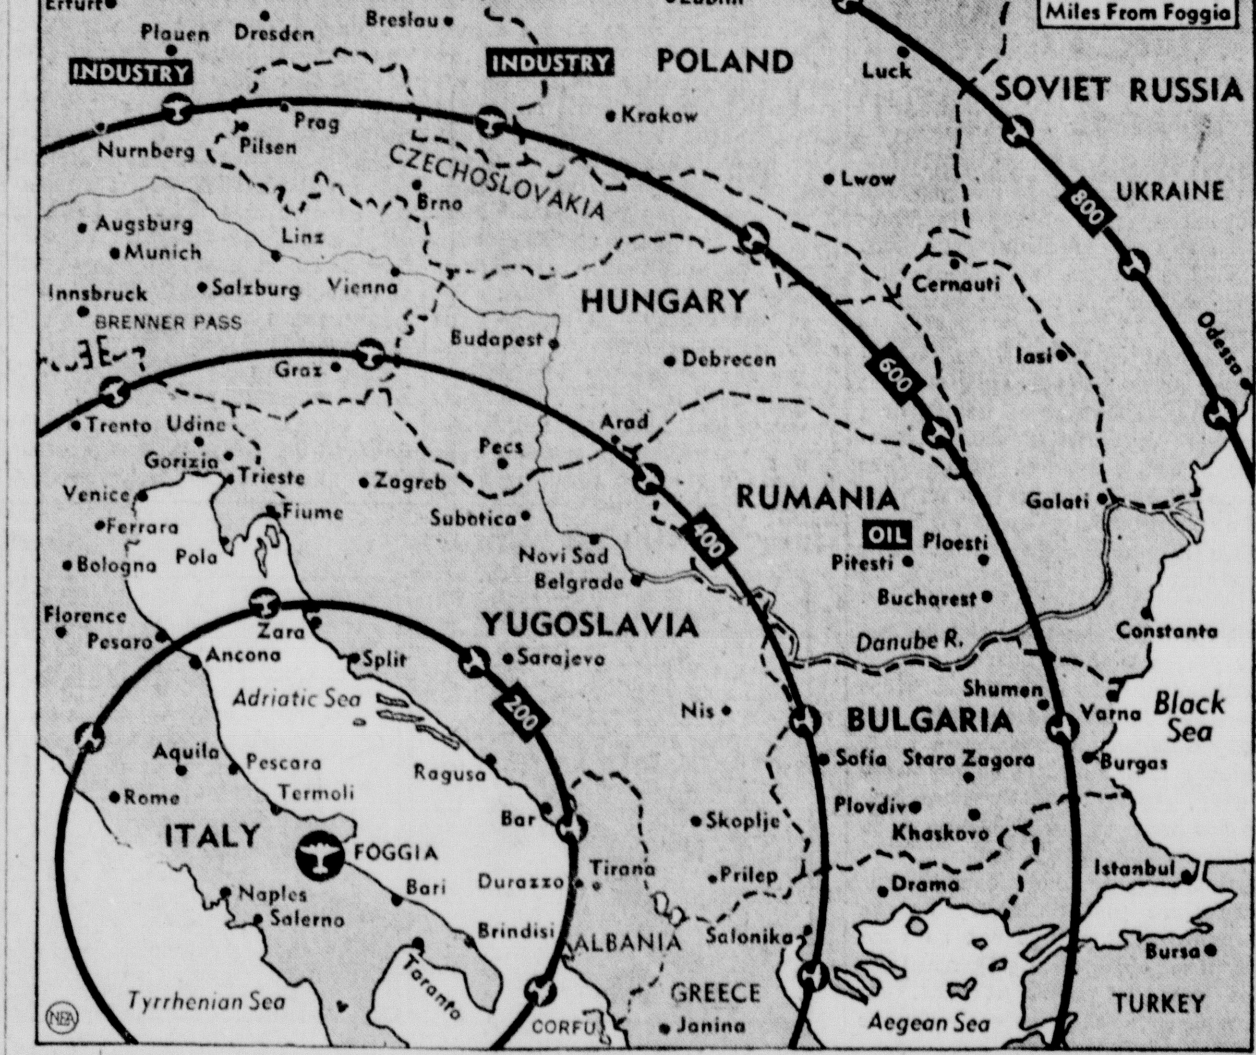 Erfurt
Breslau
Miles From Foggia
Plauen
Dresden
INDUSTRY
INDUSTRY
POLAND
Luck
SOVIET RUSSIA
Prag
Krakow
Nurnberg
Pilsen
CZECHOSLOVAKIA
Brno
Lwow
800
UKRAINE
Augsburg
Linz
Munich
Salzburg
Vienna
Innsbruck
BRENNER PASS
HUNGARY
Cernauti
Budapest
Graz
Debrecen
600
Iasi
Odessa
Trento
Udine
Arad
Pecs
Gorizia
Trieste
Zagreb
Venice
Fiume
Subotica
RUMANIA
Galati
Ferrara
Pola
Bologna
400
OIL
Ploesti
Pitesti
Novi Sad
Belgrade
Bucharest
Florence
Pesaro
Zara
YUGOSLAVIA
Danube R.
Constanta
Ancona
Split
Sarajevo
Adriatic Sea
200
Nis
Shumen
BULGARIA
Varna
Black
Sea
Aquila
Pescara
Ragusa
Sofia
Stara Zagora
Burgas
Rome
Termoli
Bar
Skoplje
Plovdiv
Khaskovo
ITALY
FOGGIA
Durazzo
Tirana
Prilep
Istanbul
Naples
Bari
Drama
Salerno
Brindisi
ALBANIA
Salonika
Bursa
Taranto
Tyrrhenian Sea
GREECE
TURKEY
NEA
CORFU
Janina
Aegean Sea